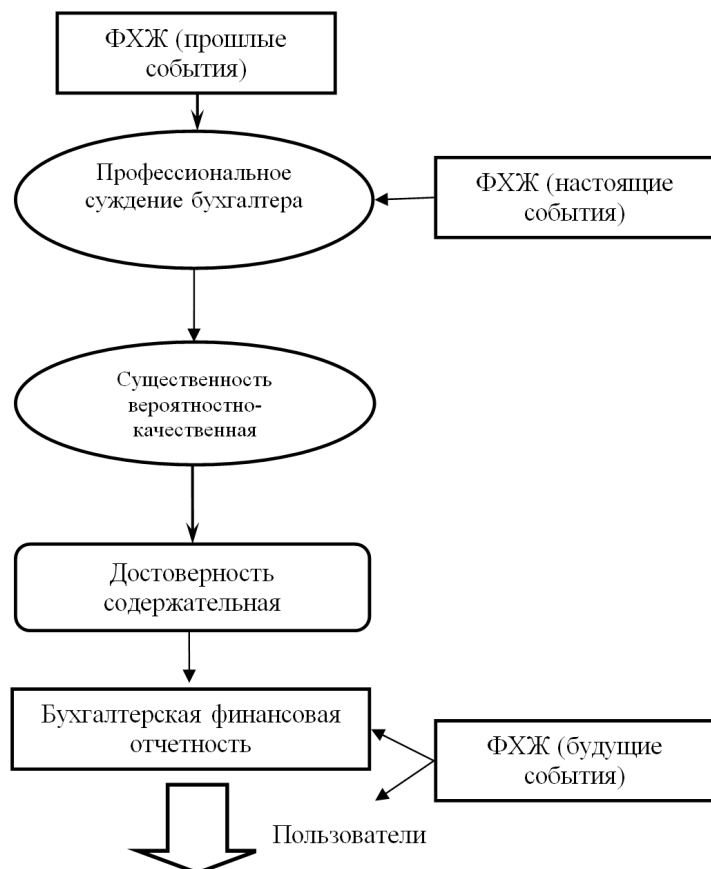 ФХЖ (прошлые
события)
Профессиональное
суждение бухгалтера
ФХЖ (настоящие
события)
Существенность
вероятностно-
качественная
Достоверность
содержательная
Бухгалтерская финансовая
отчетность
ФХЖ (будущие
события)
Пользователи